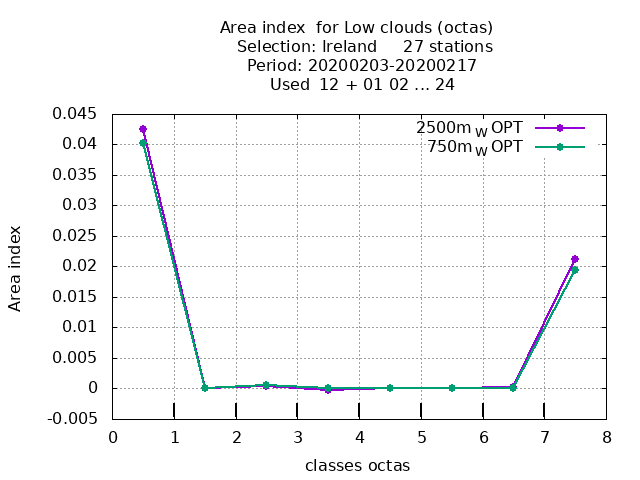 Area index  for Low clouds (octas)
Selection: Ireland     27 stations
Period: 20200203-20200217
Used  12 + 01 02 ... 24
0.045
0.04
0.035
0.03
0.025
0.02
0.015
0.01
0.005
0
-0.005
Area index
2500m W OPT
750m W OPT
0 1 2 3 4 5 6 7 8
classes octas